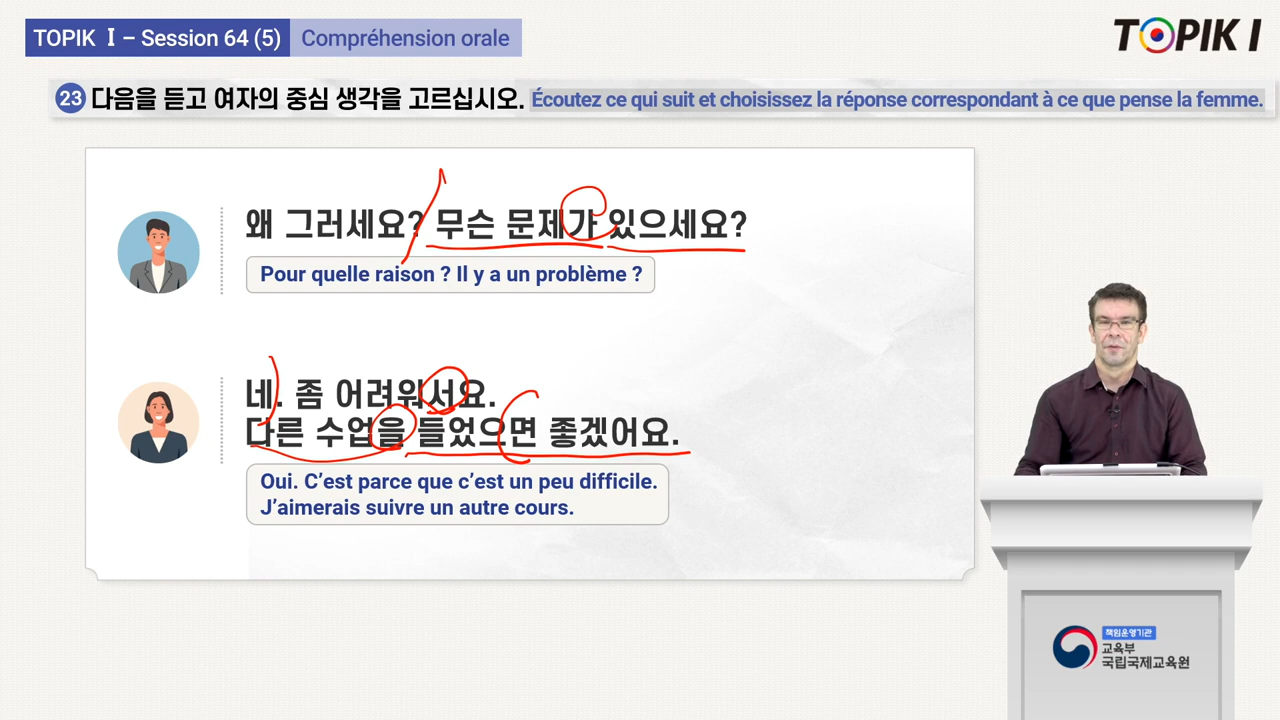 TOPIK Ⅰ – Session 64 (5) Compréhension orale
TOPIK I
23 다음을 듣고 여자의 중심 생각을 고르십시오. Écoutez ce qui suit et choisissez la réponse correspondant à ce que pense la femme.
왜 그러세요? 무슨 문제가 있으세요?
Pour quelle raison ? Il y a un problème ?
네. 좀 어려워서요.
다른 수업을 들었으면 좋겠어요.
Oui. C’est parce que c’est un peu difficile.
J’aimerais suivre un autre cours.
책임운영기관
교육부
국립국제교육원